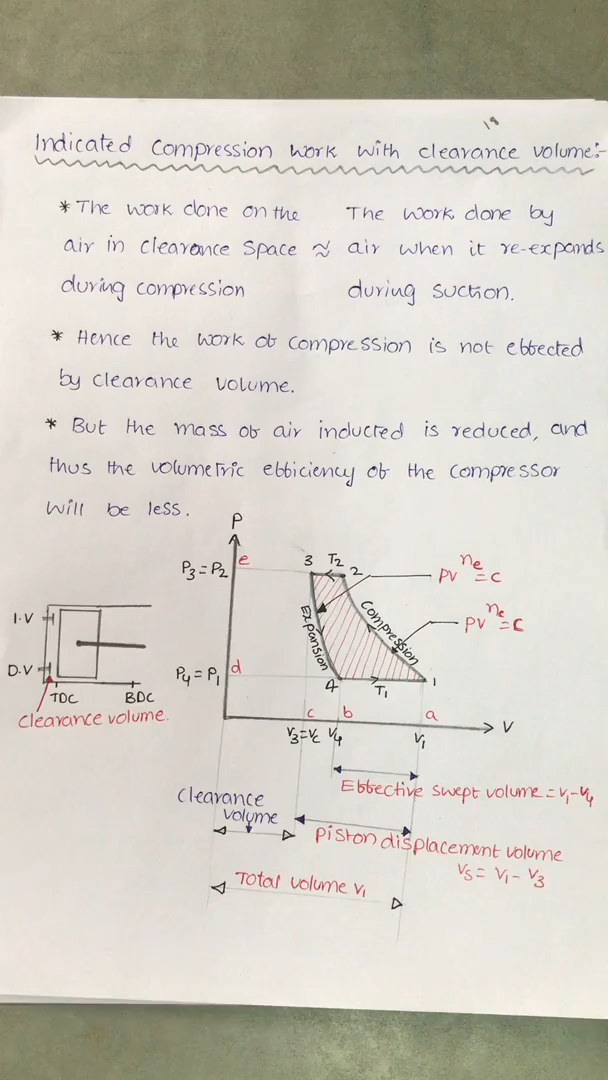 19
Indicated compression work with clearance volume:-
* The work done on the air in clearance space during compression ≈ The work done by air when it re-expands during suction.
* Hence the work of compression is not effected
by clearance volume.
* But the mass of air inducted is reduced, and
thus the volumetric efficiency of the compressor
will be less.
P
P3 = P2
e
3
T2
2
PV^ne = C
Compression
PV^ne = C
Expansion
I.V
D.V
TDC
BDC
clearance volume.
P4 = P1
d
4
T1
1
c
b
a
V
V3=Vc
V4
V1
Effective swept volume = V1-V4
Clearance
volume
Piston displacement volume
Vs = V1 - V3
Total volume V1